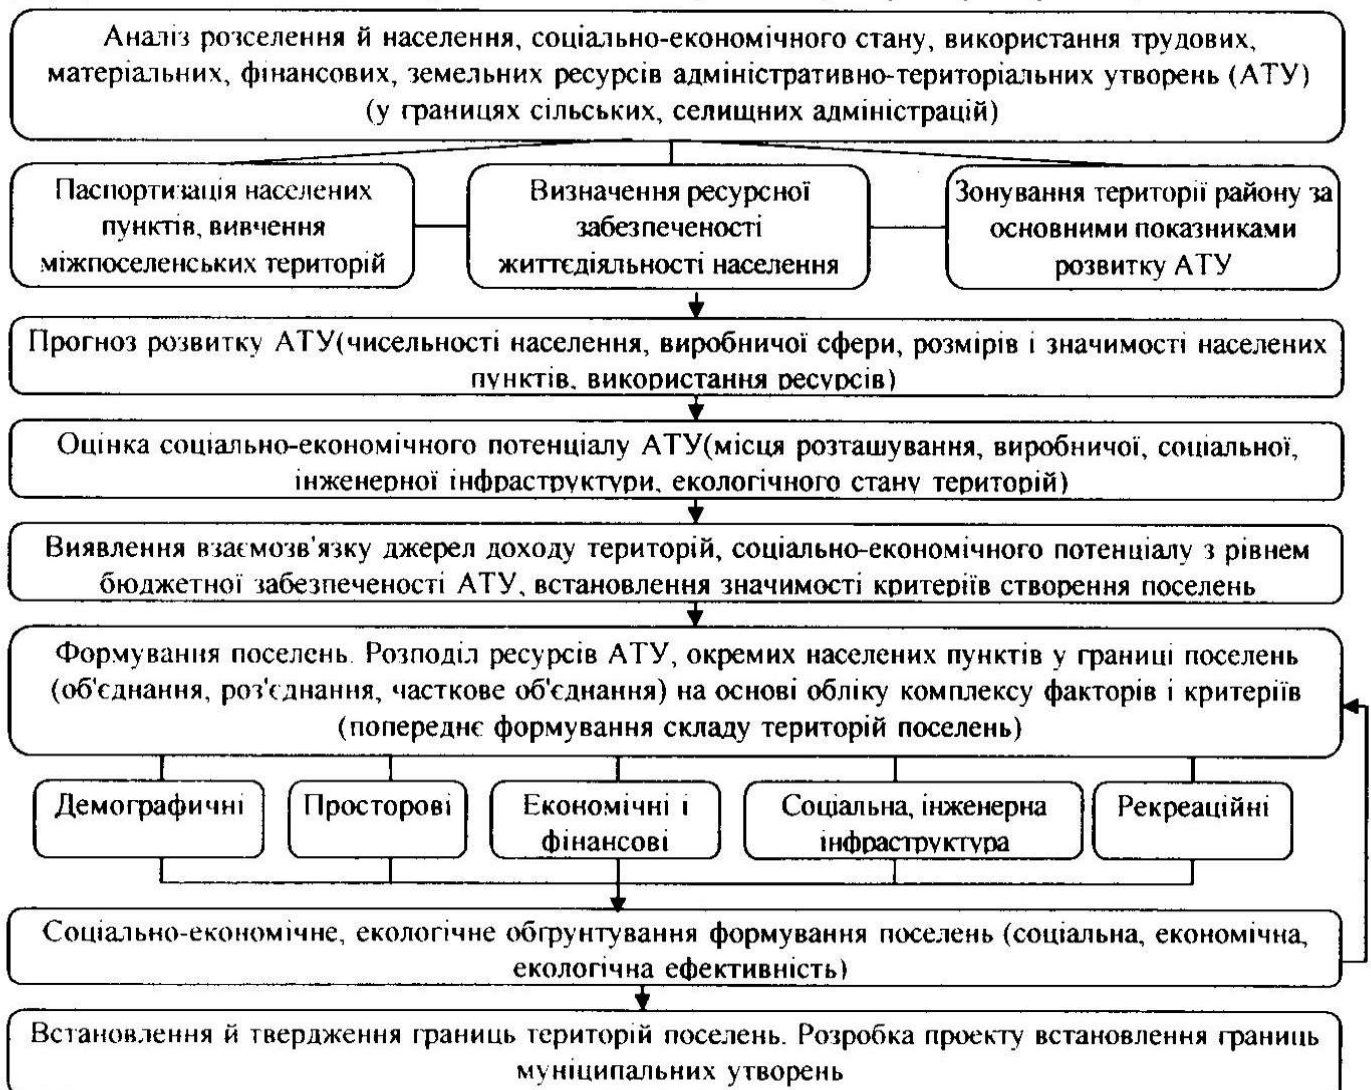 Аналіз розселення й населення, соціально-економічного стану, використання трудових,
матеріальних, фінансових, земельних ресурсів адміністративно-територіальних утворень (АТУ)
(у границях сільських, селищних адміністрацій)
Паспортизація населених
пунктів, вивчення
міжпоселенських територій
Визначення ресурсної
забезпеченості
життєдіяльності населення
Зонування території району за
основними показниками
розвитку АТУ
Прогноз розвитку АТУ(чисельності населення, виробничої сфери, розмірів і значимості населених
пунктів, використання ресурсів)
Оцінка соціально-економічного потенціалу АТУ(місця розташування, виробничої, соціальної,
інженерної інфраструктури, екологічного стану територій)
Виявлення взаємозв'язку джерел доходу територій, соціально-економічного потенціалу з рівнем
бюджетної забезпеченості АТУ, встановлення значимості критеріїв створення поселень
Формування поселень. Розподіл ресурсів АТУ, окремих населених пунктів у границі поселень
(об'єднання, роз'єднання, часткове об'єднання) на основі обліку комплексу факторів і критеріїв
(попереднє формування складу територій поселень)
Демографичні
Просторові
Економічні і
фінансові
Соціальна, інженерна
інфраструктура
Рекреаційні
Соціально-економічне, екологічне обґрунтування формування поселень (соціальна, економічна,
екологічна ефективність)
Встановлення й твердження границь територій поселень. Розробка проекту встановлення границь
муніципальних утворень